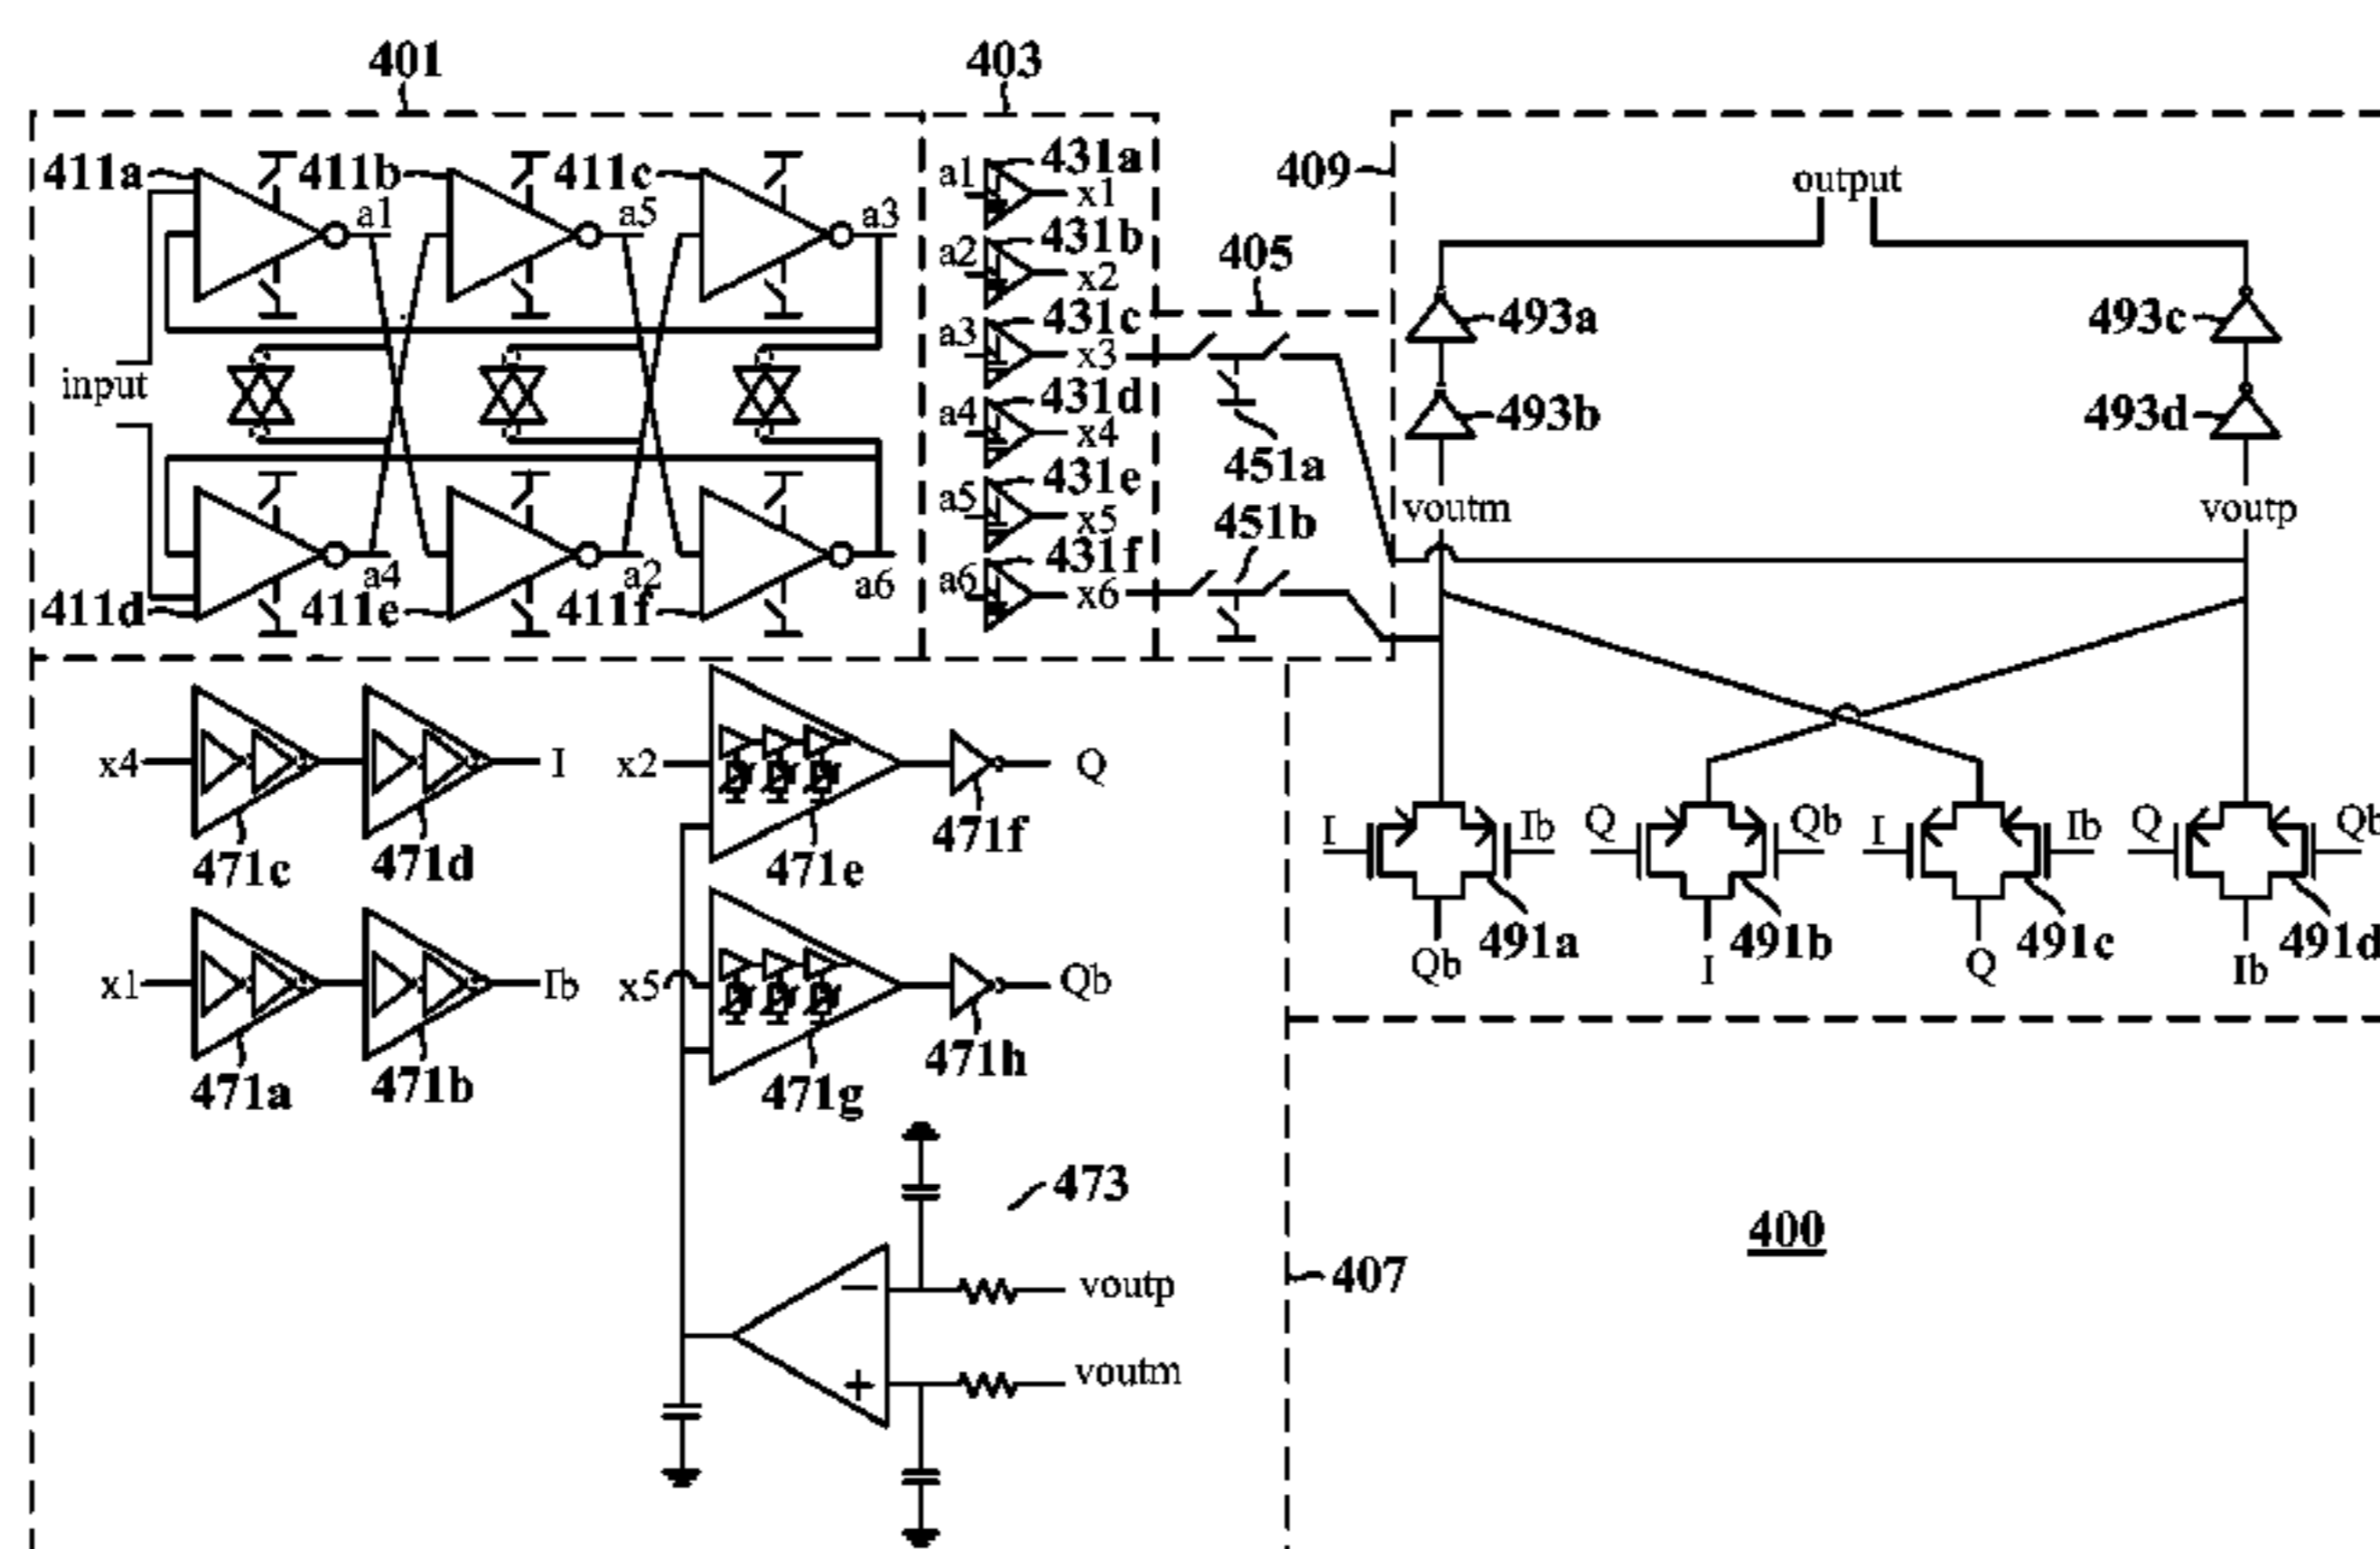 401
403
411a
411b
411c
a1
a5
a3
input
411d
411e
411f
a4
a2
a6
a1
431a
x1
a2
431b
x2
a3
431c
x3
a4
431d
x4
a5
431e
x5
a6
431f
x6
405
451a
451b
409
output
493a
493c
493b
493d
voutm
voutp
I
Ib
Q
Qb
I
Ib
Q
Qb
491a
491b
491c
491d
Qb
I
Q
Ib
x4
I
471c
471d
x2
Q
471e
471f
x1
Ib
471a
471b
x5
Qb
471g
471h
473
−
voutp
+
voutm
407
400